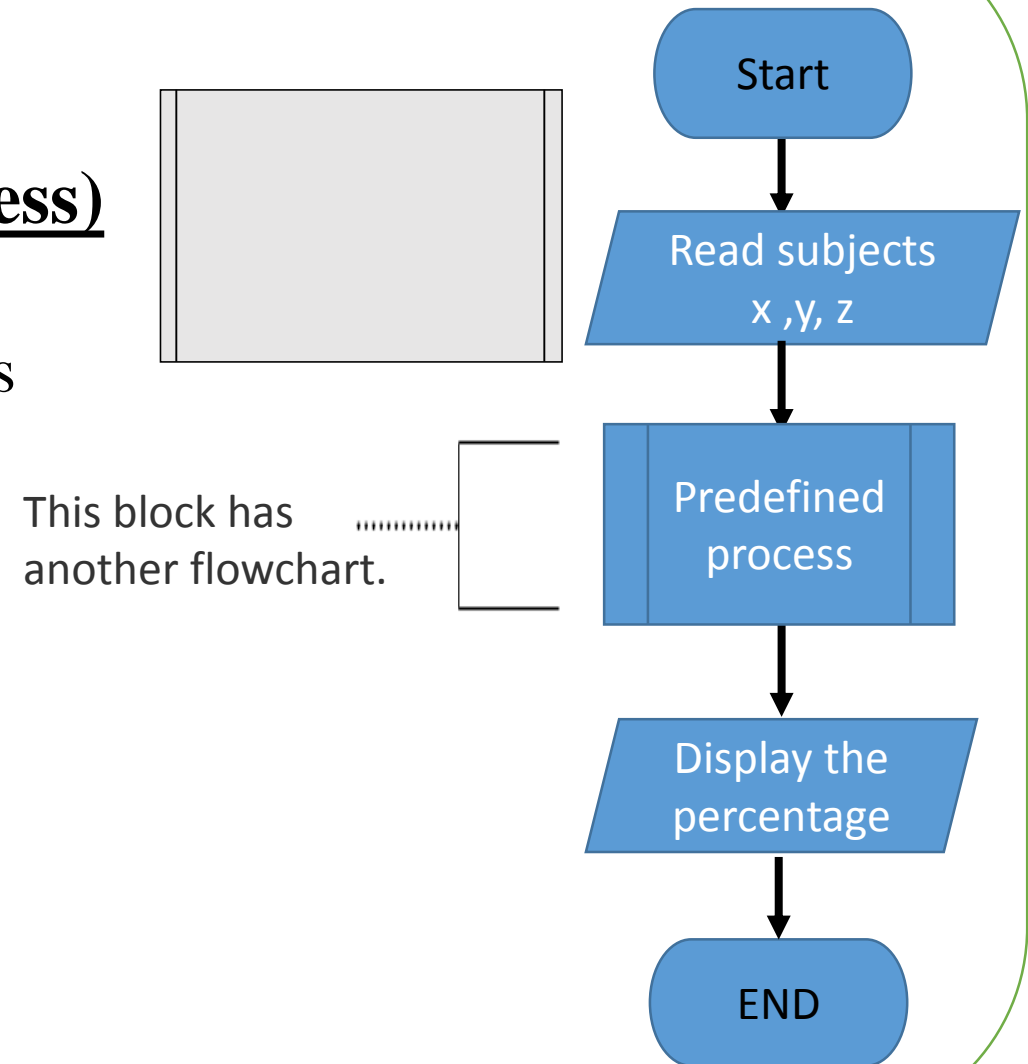 ess)
s
This block has
another flowchart.
Start
Read subjects
x ,y, z
Predefined
process
Display the
percentage
END